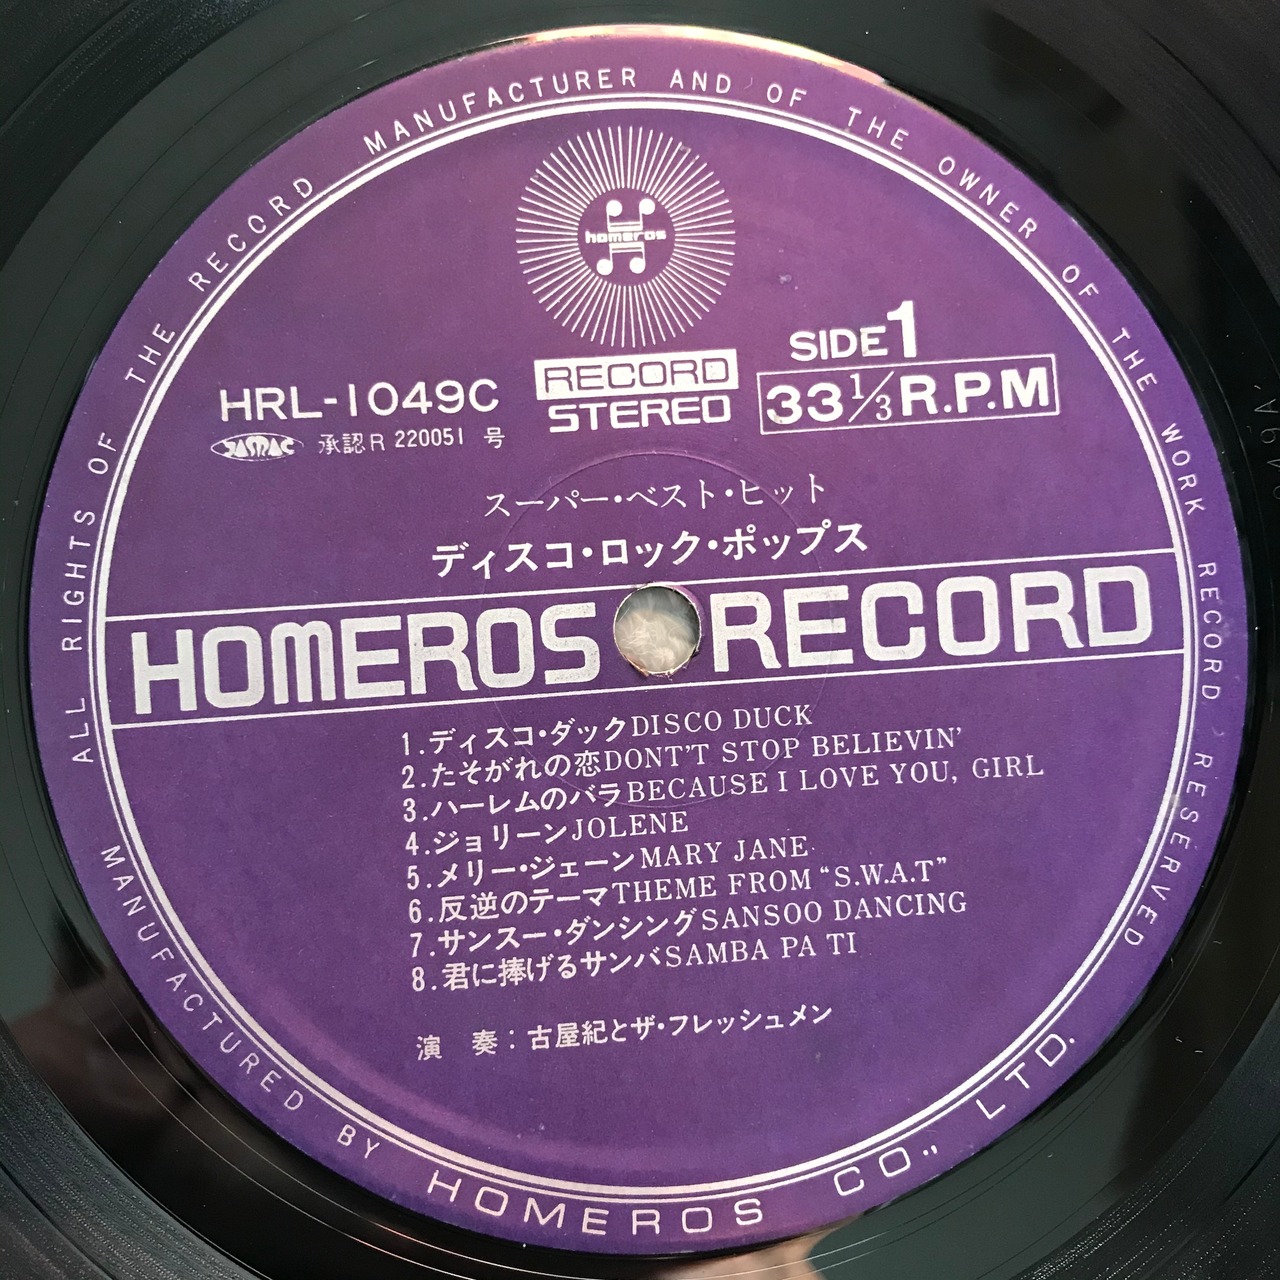 ALL RIGHTS OF THE RECORD MANUFACTURER AND OF THE OWNER OF THE WORK RECORD RESERVED
homeros
SIDE 1
HRL-1049C
RECORD
STEREO
33 1/3 R.P.M
JASRAC 承認R 220051 号
スーパー・ベスト・ヒット
ディスコ・ロック・ポップス
HOMEROS RECORD
1.ディスコ・ダックDISCO DUCK
2.たそがれの恋DONT'T STOP BELIEVIN'
3.ハーレムのバラBECAUSE I LOVE YOU, GIRL
4.ジョリーンJOLENE
5.メリー・ジェーンMARY JANE
6.反逆のテーマTHEME FROM “S.W.A.T”
7.サンスー・ダンシングSANSOO DANCING
8.君に捧げるサンバSAMBA PA TI
演 奏：古屋紀とザ・フレッシュメン
MANUFACTURED BY HOMEROS CO., LTD.